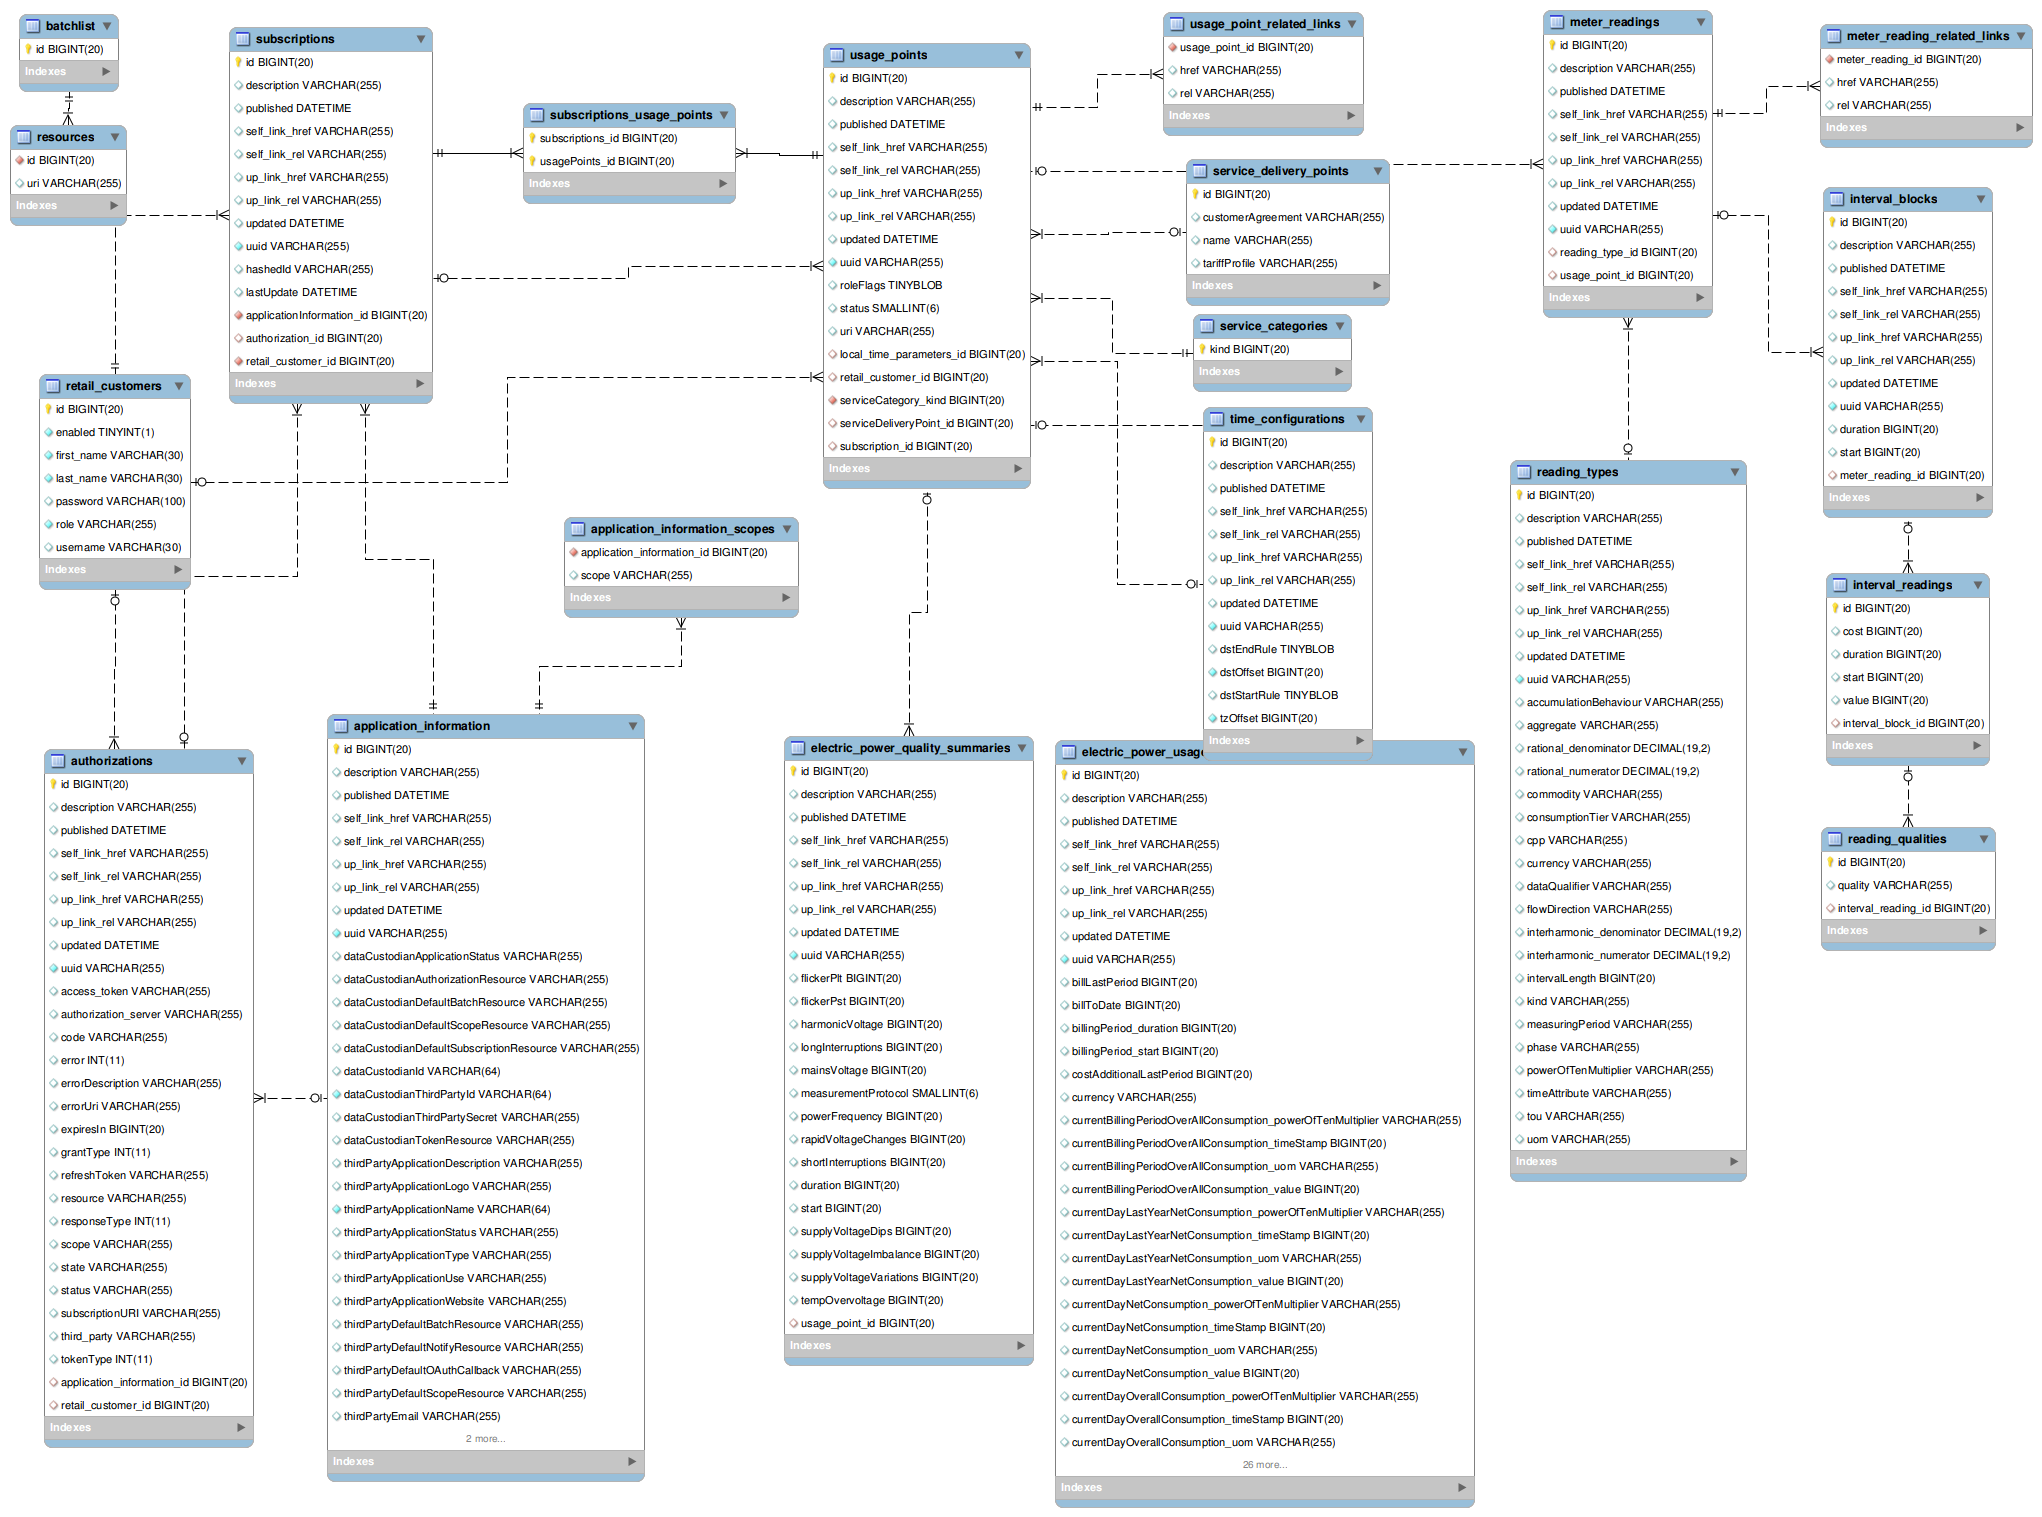 batchlist
id BIGINT(20)
Indexes
resources
id BIGINT(20)
uri VARCHAR(255)
Indexes
subscriptions
id BIGINT(20)
description VARCHAR(255)
published DATETIME
self_link_href VARCHAR(255)
self_link_rel VARCHAR(255)
up_link_href VARCHAR(255)
up_link_rel VARCHAR(255)
updated DATETIME
uuid VARCHAR(255)
hashedId VARCHAR(255)
lastUpdate DATETIME
applicationInformation_id BIGINT(20)
authorization_id BIGINT(20)
retail_customer_id BIGINT(20)
Indexes
subscriptions_usage_points
subscriptions_id BIGINT(20)
usagePoints_id BIGINT(20)
Indexes
usage_points
id BIGINT(20)
description VARCHAR(255)
published DATETIME
self_link_href VARCHAR(255)
self_link_rel VARCHAR(255)
up_link_href VARCHAR(255)
up_link_rel VARCHAR(255)
updated DATETIME
uuid VARCHAR(255)
roleFlags TINYBLOB
status SMALLINT(6)
uri VARCHAR(255)
local_time_parameters_id BIGINT(20)
retail_customer_id BIGINT(20)
serviceCategory_kind BIGINT(20)
serviceDeliveryPoint_id BIGINT(20)
subscription_id BIGINT(20)
Indexes
usage_point_related_links
usage_point_id BIGINT(20)
href VARCHAR(255)
rel VARCHAR(255)
Indexes
service_delivery_points
id BIGINT(20)
customerAgreement VARCHAR(255)
name VARCHAR(255)
tariffProfile VARCHAR(255)
Indexes
service_categories
kind BIGINT(20)
Indexes
time_configurations
id BIGINT(20)
description VARCHAR(255)
published DATETIME
self_link_href VARCHAR(255)
self_link_rel VARCHAR(255)
up_link_href VARCHAR(255)
up_link_rel VARCHAR(255)
updated DATETIME
uuid VARCHAR(255)
dstEndRule TINYBLOB
dstOffset BIGINT(20)
dstStartRule TINYBLOB
tzOffset BIGINT(20)
Indexes
meter_readings
id BIGINT(20)
description VARCHAR(255)
published DATETIME
self_link_href VARCHAR(255)
self_link_rel VARCHAR(255)
up_link_href VARCHAR(255)
up_link_rel VARCHAR(255)
updated DATETIME
uuid VARCHAR(255)
reading_type_id BIGINT(20)
usage_point_id BIGINT(20)
Indexes
meter_reading_related_links
meter_reading_id BIGINT(20)
href VARCHAR(255)
rel VARCHAR(255)
Indexes
interval_blocks
id BIGINT(20)
description VARCHAR(255)
published DATETIME
self_link_href VARCHAR(255)
self_link_rel VARCHAR(255)
up_link_href VARCHAR(255)
up_link_rel VARCHAR(255)
updated DATETIME
uuid VARCHAR(255)
duration BIGINT(20)
start BIGINT(20)
meter_reading_id BIGINT(20)
Indexes
retail_customers
id BIGINT(20)
enabled TINYINT(1)
first_name VARCHAR(30)
last_name VARCHAR(30)
password VARCHAR(100)
role VARCHAR(255)
username VARCHAR(30)
Indexes
application_information_scopes
application_information_id BIGINT(20)
scope VARCHAR(255)
Indexes
reading_types
id BIGINT(20)
description VARCHAR(255)
published DATETIME
self_link_href VARCHAR(255)
self_link_rel VARCHAR(255)
up_link_href VARCHAR(255)
up_link_rel VARCHAR(255)
updated DATETIME
uuid VARCHAR(255)
accumulationBehaviour VARCHAR(255)
aggregate VARCHAR(255)
rational_denominator DECIMAL(19,2)
rational_numerator DECIMAL(19,2)
commodity VARCHAR(255)
consumptionTier VARCHAR(255)
cpp VARCHAR(255)
currency VARCHAR(255)
dataQualifier VARCHAR(255)
flowDirection VARCHAR(255)
interharmonic_denominator DECIMAL(19,2)
interharmonic_numerator DECIMAL(19,2)
intervalLength BIGINT(20)
kind VARCHAR(255)
measuringPeriod VARCHAR(255)
phase VARCHAR(255)
powerOfTenMultiplier VARCHAR(255)
timeAttribute VARCHAR(255)
tou VARCHAR(255)
uom VARCHAR(255)
Indexes
interval_readings
id BIGINT(20)
cost BIGINT(20)
duration BIGINT(20)
start BIGINT(20)
value BIGINT(20)
interval_block_id BIGINT(20)
Indexes
reading_qualities
id BIGINT(20)
quality VARCHAR(255)
interval_reading_id BIGINT(20)
Indexes
authorizations
id BIGINT(20)
description VARCHAR(255)
published DATETIME
self_link_href VARCHAR(255)
self_link_rel VARCHAR(255)
up_link_href VARCHAR(255)
up_link_rel VARCHAR(255)
updated DATETIME
uuid VARCHAR(255)
access_token VARCHAR(255)
authorization_server VARCHAR(255)
code VARCHAR(255)
error INT(11)
errorDescription VARCHAR(255)
errorUri VARCHAR(255)
expiresIn BIGINT(20)
grantType INT(11)
refreshToken VARCHAR(255)
resource VARCHAR(255)
responseType INT(11)
scope VARCHAR(255)
state VARCHAR(255)
status VARCHAR(255)
subscriptionURI VARCHAR(255)
third_party VARCHAR(255)
tokenType INT(11)
application_information_id BIGINT(20)
retail_customer_id BIGINT(20)
Indexes
application_information
id BIGINT(20)
description VARCHAR(255)
published DATETIME
self_link_href VARCHAR(255)
self_link_rel VARCHAR(255)
up_link_href VARCHAR(255)
up_link_rel VARCHAR(255)
updated DATETIME
uuid VARCHAR(255)
dataCustodianApplicationStatus VARCHAR(255)
dataCustodianAuthorizationResource VARCHAR(255)
dataCustodianDefaultBatchResource VARCHAR(255)
dataCustodianDefaultScopeResource VARCHAR(255)
dataCustodianDefaultSubscriptionResource VARCHAR(255)
dataCustodianId VARCHAR(64)
dataCustodianThirdPartyId VARCHAR(64)
dataCustodianThirdPartySecret VARCHAR(255)
dataCustodianTokenResource VARCHAR(255)
thirdPartyApplicationDescription VARCHAR(255)
thirdPartyApplicationLogo VARCHAR(255)
thirdPartyApplicationName VARCHAR(64)
thirdPartyApplicationStatus VARCHAR(255)
thirdPartyApplicationType VARCHAR(255)
thirdPartyApplicationUse VARCHAR(255)
thirdPartyApplicationWebsite VARCHAR(255)
thirdPartyDefaultBatchResource VARCHAR(255)
thirdPartyDefaultNotifyResource VARCHAR(255)
thirdPartyDefaultOAuthCallback VARCHAR(255)
thirdPartyDefaultScopeResource VARCHAR(255)
thirdPartyEmail VARCHAR(255)
2 more...
Indexes
electric_power_quality_summaries
id BIGINT(20)
description VARCHAR(255)
published DATETIME
self_link_href VARCHAR(255)
self_link_rel VARCHAR(255)
up_link_href VARCHAR(255)
up_link_rel VARCHAR(255)
updated DATETIME
uuid VARCHAR(255)
flickerPlt BIGINT(20)
flickerPst BIGINT(20)
harmonicVoltage BIGINT(20)
longInterruptions BIGINT(20)
mainsVoltage BIGINT(20)
measurementProtocol SMALLINT(6)
powerFrequency BIGINT(20)
rapidVoltageChanges BIGINT(20)
shortInterruptions BIGINT(20)
duration BIGINT(20)
start BIGINT(20)
supplyVoltageDips BIGINT(20)
supplyVoltageImbalance BIGINT(20)
supplyVoltageVariations BIGINT(20)
tempOvervoltage BIGINT(20)
usage_point_id BIGINT(20)
Indexes
electric_power_usag
id BIGINT(20)
description VARCHAR(255)
published DATETIME
self_link_href VARCHAR(255)
self_link_rel VARCHAR(255)
up_link_href VARCHAR(255)
up_link_rel VARCHAR(255)
updated DATETIME
uuid VARCHAR(255)
billLastPeriod BIGINT(20)
billToDate BIGINT(20)
billingPeriod_duration BIGINT(20)
billingPeriod_start BIGINT(20)
costAdditionalLastPeriod BIGINT(20)
currency VARCHAR(255)
currentBillingPeriodOverAllConsumption_powerOfTenMultiplier VARCHAR(255)
currentBillingPeriodOverAllConsumption_timeStamp BIGINT(20)
currentBillingPeriodOverAllConsumption_uom VARCHAR(255)
currentBillingPeriodOverAllConsumption_value BIGINT(20)
currentDayLastYearNetConsumption_powerOfTenMultiplier VARCHAR(255)
currentDayLastYearNetConsumption_timeStamp BIGINT(20)
currentDayLastYearNetConsumption_uom VARCHAR(255)
currentDayLastYearNetConsumption_value BIGINT(20)
currentDayNetConsumption_powerOfTenMultiplier VARCHAR(255)
currentDayNetConsumption_timeStamp BIGINT(20)
currentDayNetConsumption_uom VARCHAR(255)
currentDayNetConsumption_value BIGINT(20)
currentDayOverallConsumption_powerOfTenMultiplier VARCHAR(255)
currentDayOverallConsumption_timeStamp BIGINT(20)
currentDayOverallConsumption_uom VARCHAR(255)
26 more...
Indexes